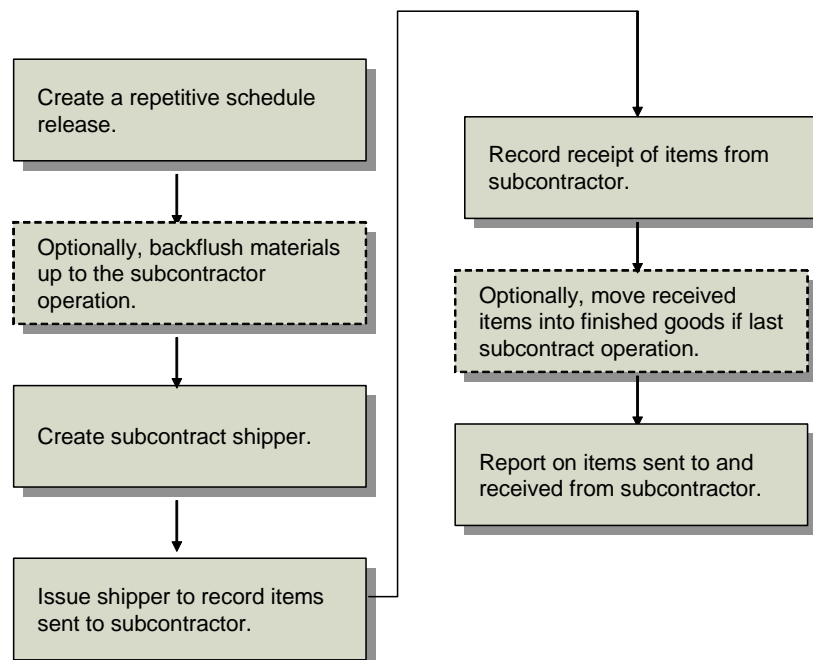 Create a repetitive schedule
release.
Optionally, backflush materials
up to the subcontractor
operation.
Create subcontract shipper.
Issue shipper to record items
sent to subcontractor.
Record receipt of items from
subcontractor.
Optionally, move received
items into finished goods if last
subcontract operation.
Report on items sent to and
received from subcontractor.